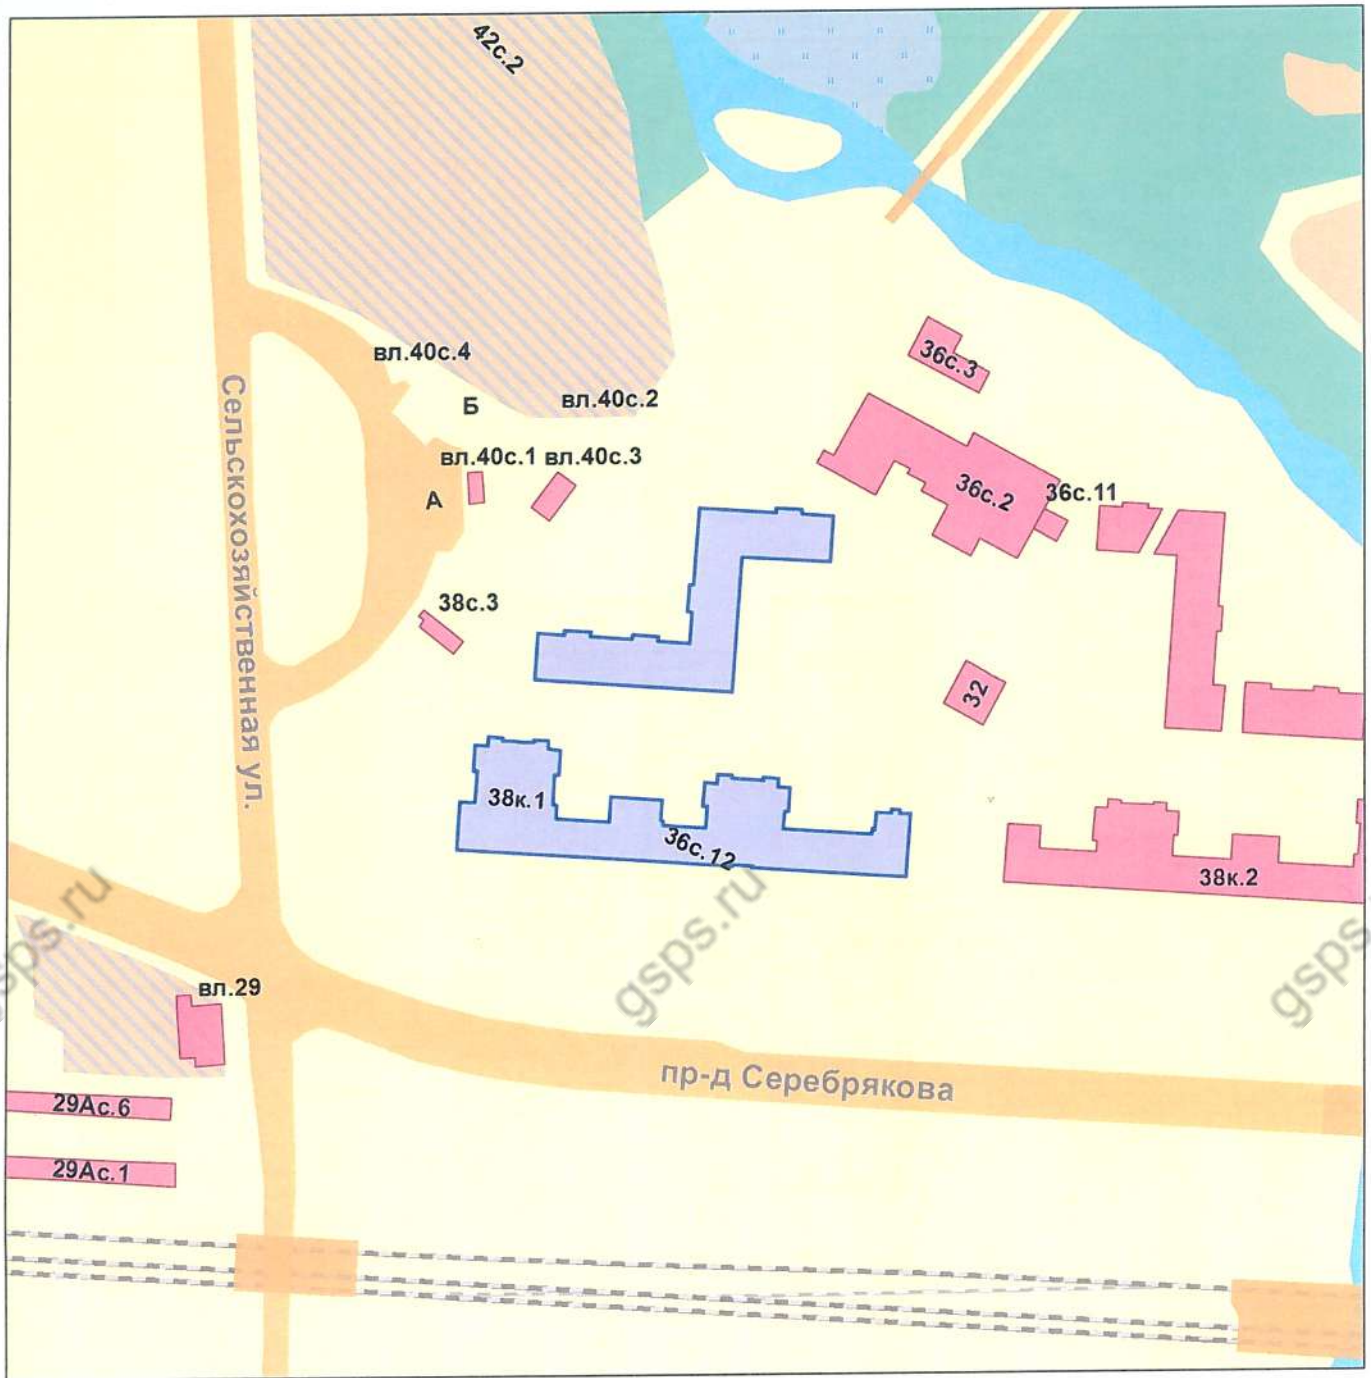 42с.2
вл.40с.4
36с.3
Б
вл.40с.2
вл.40с.1 вл.40с.3
А
36с.2
36с.11
Сельскохозяйственная ул.
38с.3
32
38к.1
36с.12
38к.2
вл.29
gsps.ru
gsps.ru
gsps
пр-д Серебрякова
29Ас.6
29Ас.1